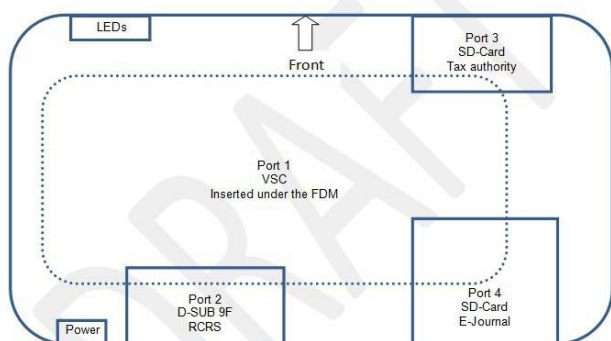 LEDs
Front
Port 3
SD-Card
Tax authority
Port 1
VSC
Inserted under the FDM
Port 2
D-SUB 9F
RCRS
Port 4
SD-Card
E-Journal
Power
DRAFT